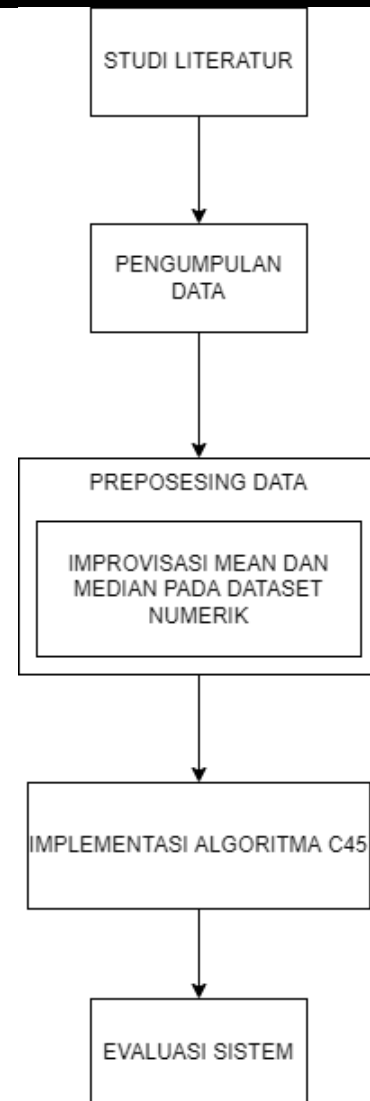 STUDI LITERATUR
PENGUMPULAN
DATA
PREPOSESING DATA
IMPROVISASI MEAN DAN
MEDIAN PADA DATASET
NUMERIK
IMPLEMENTASI ALGORITMA C45
EVALUASI SISTEM